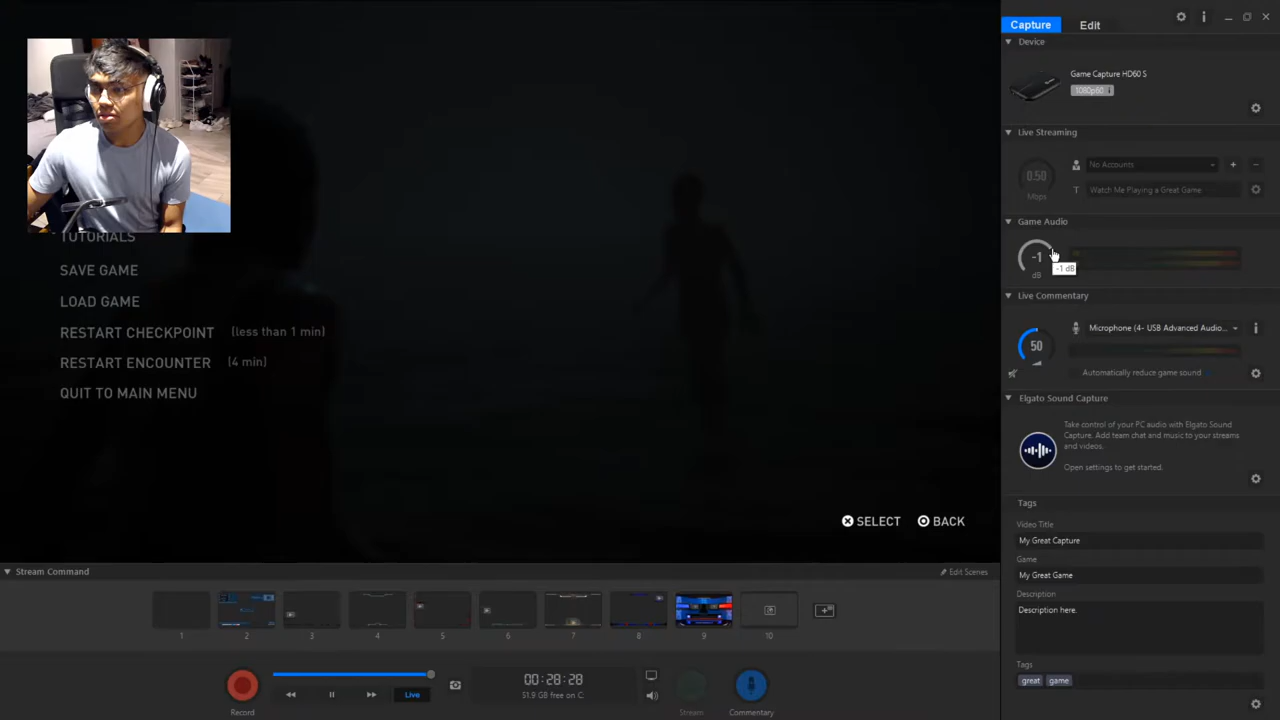 Capture
Edit
Device
Game Capture HD60 S
1080p60 i
Live Streaming
0.50
Mbps
No Accounts
T Watch Me Playing a Great Game
Game Audio
-1
dB
-1 dB
Live Commentary
50
Microphone (4- USB Advanced Audio...
Automatically reduce game sound
Elgato Sound Capture
Take control of your PC audio with Elgato Sound
Capture. Add team chat and music to your streams
and videos.
Open settings to get started.
Tags
Video Title
My Great Capture
Game
My Great Game
Description
Description here.
Tags
great game
TUTORIALS
SAVE GAME
LOAD GAME
RESTART CHECKPOINT (less than 1 min)
RESTART ENCOUNTER (4 min)
QUIT TO MAIN MENU
SELECT BACK
Stream Command
Edit Scenes
1 2 3 4 5 6 7 8 9 10
Record
Live
00:28:28
51.9 GB free on C
Stream
Commentary